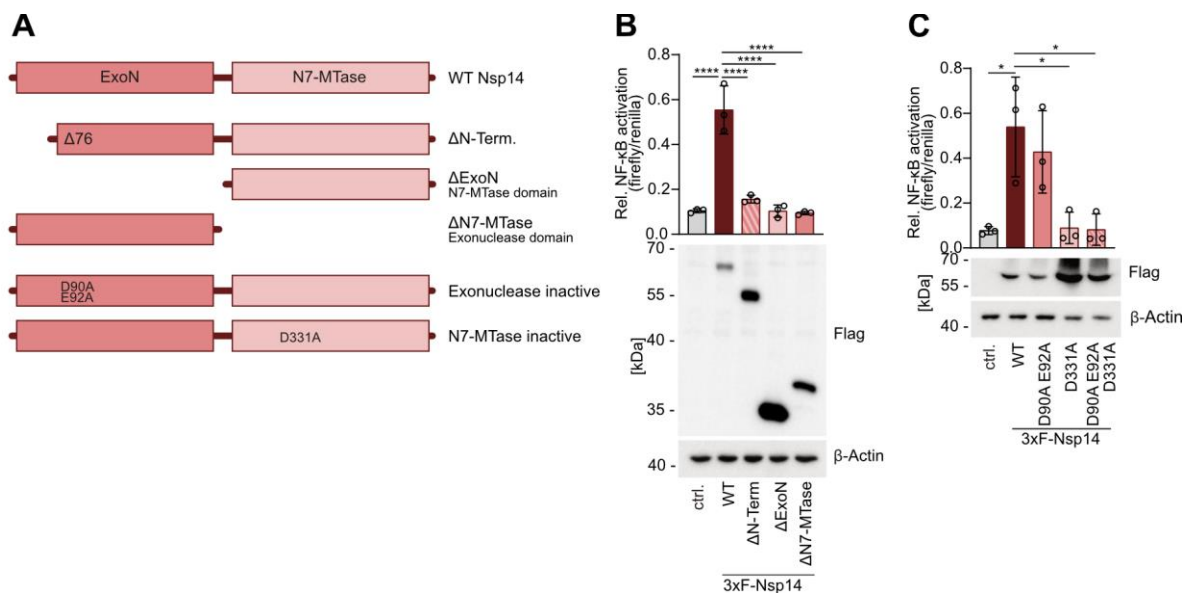 A
ExoN N7-MTase WT Nsp14
Δ76 ΔN-Term.
ΔExoN
N7-MTase domain
ΔN7-MTase
Exonuclease domain
D90A
E92A
Exonuclease inactive
D331A N7-MTase inactive
B
Rel. NF-κB activation
(firefly/renilla)
0.8
0.6
0.4
0.2
0.0
****
****
****
****
[kDa]
70 -
55 -
40 -
35 -
40 -
Flag
β-Actin
ctrl.
WT
ΔN-Term
ΔExoN
ΔN7-MTase
3xF-Nsp14
C
Rel. NF-κB activation
(firefly/renilla)
0.8
0.6
0.4
0.2
0.0
*
*
*
[kDa]
70 -
55 -
40 -
Flag
β-Actin
ctrl.
WT
D90A E92A
D331A
D90A E92A
D331A
3xF-Nsp14